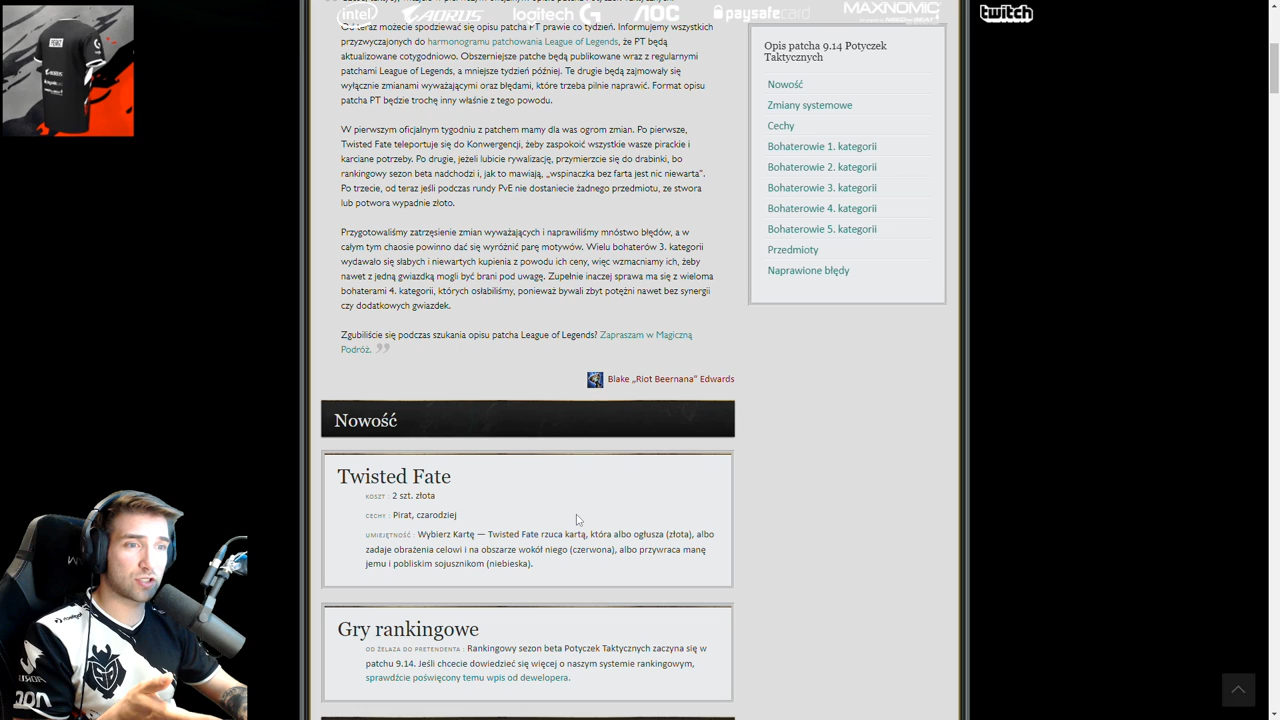 intel
AORUS
logitech G
AOC
paysafecard
MAXNOMIC
twitch
Od teraz możecie spodziewać się opisu patcha PT prawie co tydzień. Informujemy wszystkich
przyzwyczajonych do harmonogramu patchowania League of Legends, że PT będą
aktualizowane cotygodniowo. Obszerniejsze patche będą publikowane wraz z regularnymi
patchami League of Legends, a mniejsze tydzień później. Te drugie będą zajmowały się
wyłącznie zmianami wyważającymi oraz błędami, które trzeba pilnie naprawić. Format opisu
patcha PT będzie trochę inny właśnie z tego powodu.
W pierwszym oficjalnym tygodniu z patchem mamy dla was ogrom zmian. Po pierwsze,
Twisted Fate teleportuje się do Konwergencji, żeby zaspokoić wszystkie wasze pirackie i
karciane potrzeby. Po drugie, jeżeli lubicie rywalizację, przymierzcie się do drabinki, bo
rankingowy sezon beta nadchodzi i, jak to mawiają, „wspinaczka bez farta jest nic niewarta”.
Po trzecie, od teraz jeśli podczas rundy PvE nie dostaniecie żadnego przedmiotu, ze stwora
lub potwora wypadnie złoto.
Przygotowaliśmy zatrzęsienie zmian wyważających i naprawiliśmy mnóstwo błędów, a w
całym tym chaosie powinno dać się wyróżnić parę motywów. Wielu bohaterów 3. kategorii
wydawało się słabych i niewartych kupienia z powodu ich ceny, więc wzmacniamy ich, żeby
nawet z jedną gwiazdką mogli być brani pod uwagę. Zupełnie inaczej sprawa ma się z wieloma
bohaterami 4. kategorii, których osłabiliśmy, ponieważ bywali zbyt potężni nawet bez synergii
czy dodatkowych gwiazdek.
Zgubiliście się podczas szukania opisu patcha League of Legends? Zapraszam w Magiczną
Podróż.
Blake „Riot Beernana” Edwards
Nowość
Twisted Fate
KOSZT : 2 szt. złota
CECHY : Pirat, czarodziej
UMIEJĘTNOŚĆ : Wybierz Kartę — Twisted Fate rzuca kartą, która albo ogłusza (złota), albo
zadaje obrażenia celowi i na obszarze wokół niego (czerwona), albo przywraca manę
jemu i pobliskim sojusznikom (niebieska).
Gry rankingowe
OD ŻELAZA DO PRETENDENTA : Rankingowy sezon beta Potyczek Taktycznych zaczyna się w
patchu 9.14. Jeśli chcecie dowiedzieć się więcej o naszym systemie rankingowym,
sprawdźcie poświęcony temu wpis od dewelopera.
Opis patcha 9.14 Potyczek
Taktycznych
Nowość
Zmiany systemowe
Cechy
Bohaterowie 1. kategorii
Bohaterowie 2. kategorii
Bohaterowie 3. kategorii
Bohaterowie 4. kategorii
Bohaterowie 5. kategorii
Przedmioty
Naprawione błędy